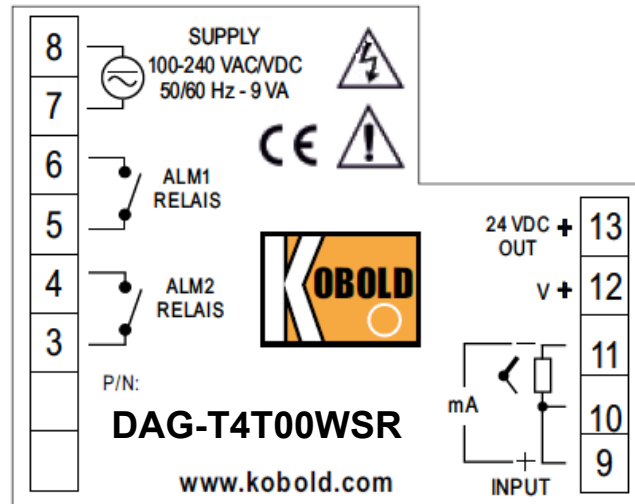 8
7
6
5
4
3
SUPPLY
100-240 VAC/VDC
50/60 Hz - 9 VA
CE
ALM1
RELAIS
ALM2
RELAIS
KOBOLD
P/N:
DAG-T4T00WSR
www.kobold.com
24 VDC +
OUT
V +
mA
−
+
INPUT
13
12
11
10
9